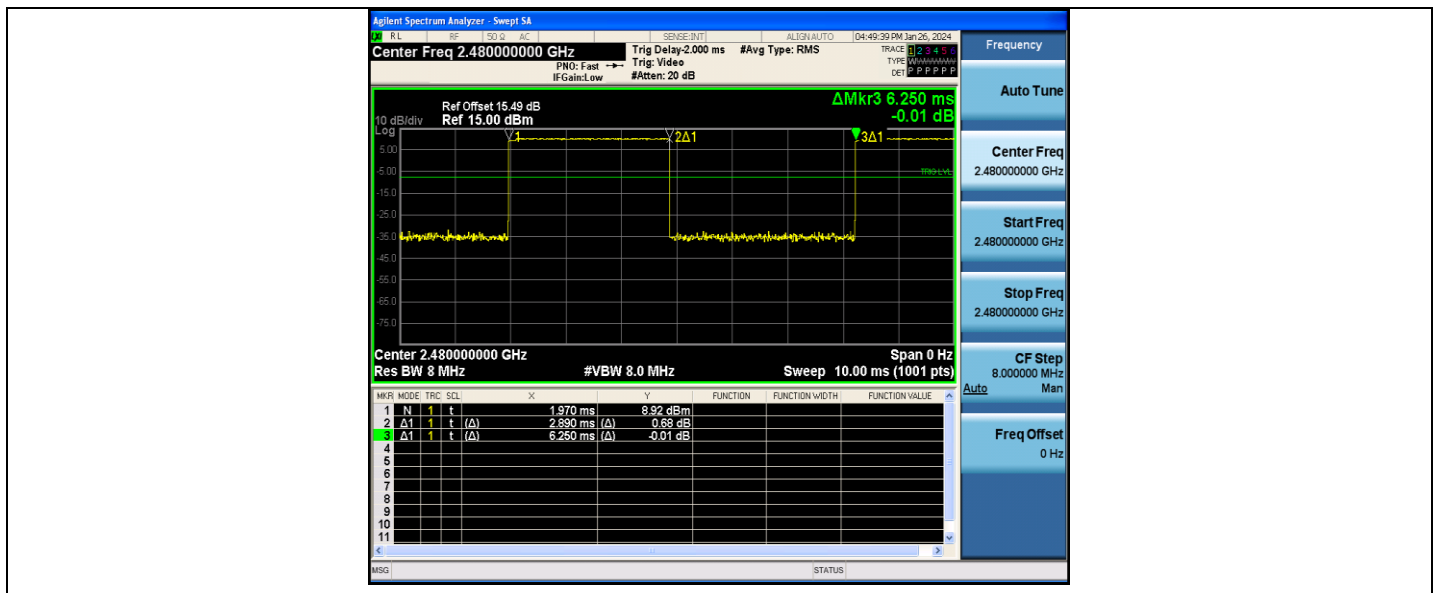 Agilent Spectrum Analyzer - Swept SA
RL RF 50 Ω AC SENSE:INT ALIGN AUTO 04:49:39 PM Jan 26, 2024
Center Freq 2.480000000 GHz
PNO: Fast
IFGain:Low
Trig Delay-2.000 ms
Trig: Video
#Atten: 20 dB
#Avg Type: RMS
TRACE 1 2 3 4 5 6
TYPE W
DET P P P P P P
ΔMkr3 6.250 ms
-0.01 dB
Ref Offset 15.49 dB
10 dB/div Ref 15.00 dBm
Log
1 2Δ1 3Δ1
5.00
-5.00
TRIG LVL
-15.0
-25.0
-35.0
-45.0
-55.0
-65.0
-75.0
Center 2.480000000 GHz Span 0 Hz
Res BW 8 MHz #VBW 8.0 MHz Sweep 10.00 ms (1001 pts)
MKR MODE TRC SCL X Y FUNCTION FUNCTION WIDTH FUNCTION VALUE
1 N 1 t 1.970 ms 8.92 dBm
2 Δ1 1 t (Δ) 2.890 ms (Δ) 0.68 dB
3 Δ1 1 t (Δ) 6.250 ms (Δ) -0.01 dB
4
5
6
7
8
9
10
11
MSG STATUS
Frequency
Auto Tune
Center Freq
2.480000000 GHz
Start Freq
2.480000000 GHz
Stop Freq
2.480000000 GHz
CF Step
8.000000 MHz
Auto Man
Freq Offset
0 Hz